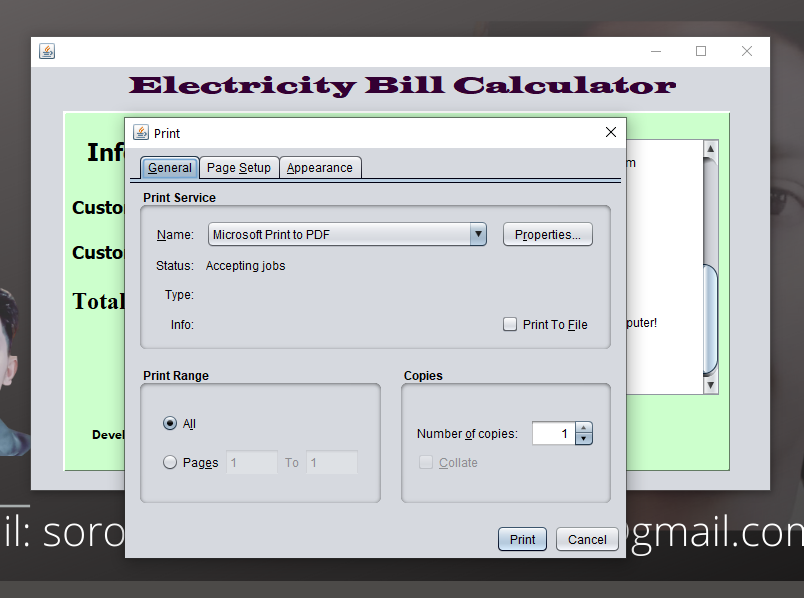 Electricity Bill Calculator
Print
General Page Setup Appearance
Print Service
Name: Microsoft Print to PDF Properties...
Status: Accepting jobs
Type:
Info: Print To File
Print Range
All
Pages 1 To 1
Copies
Number of copies: 1
Collate
Print Cancel
Custo
Custo
Total
Devel
puter!
il: soro
gmail.com